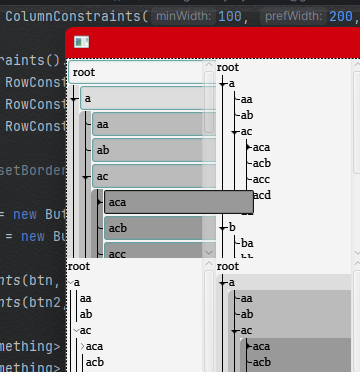 ColumnConstraints( minWidth: 100, prefWidth: 200,
raints()
RowConst
RowConst
RowConst
setBorde
= new Bu
= new Bu
nts(btn,
nts(btn2,
mething>
mething>
root
a
aa
ab
ac
aca
acb
acc
root
a
aa
ab
ac
aca
acb
acc
acd
b
ba
root
a
aa
ab
ac
aca
acb
root
a
aa
ab
ac
aca
acb